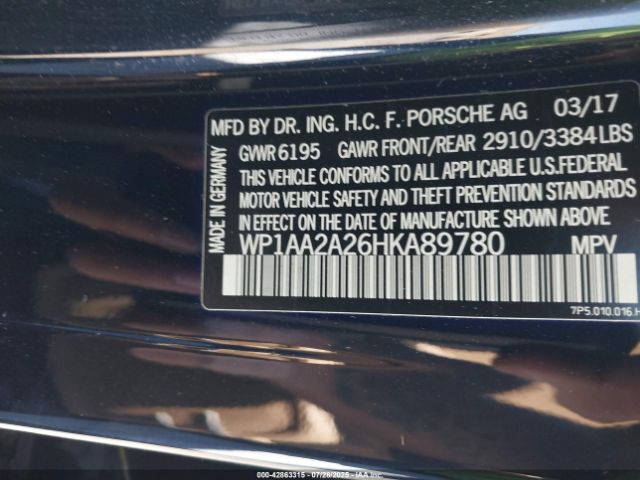 MFD BY DR. ING. H.C. F. PORSCHE AG 03/17
GVWR 6195 GAWR FRONT/REAR 2910/3384 LBS
THIS VEHICLE CONFORMS TO ALL APPLICABLE U.S. FEDERAL
MOTOR VEHICLE SAFETY AND THEFT PREVENTION STANDARDS
IN EFFECT ON THE DATE OF MANUFACTURE SHOWN ABOVE
WP1AA2A26HKA89780 MPV
MADE IN GERMANY
7P5.010.016.H
000-42863315 - 07/28/2025 - IAA Inc.